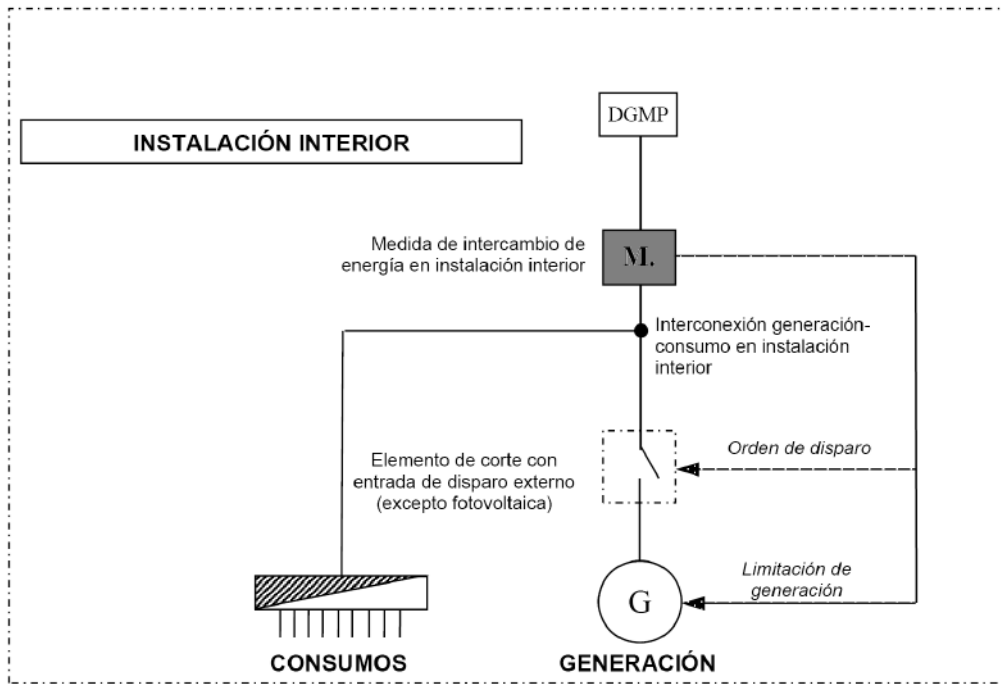 DGMP
INSTALACIÓN INTERIOR
Medida de intercambio de
energía en instalación interior
M.
Interconexión generación-
consumo en instalación
interior
Elemento de corte con
entrada de disparo externo
(excepto fotovoltaica)
Orden de disparo
Limitación de
generación
G
CONSUMOS
GENERACIÓN